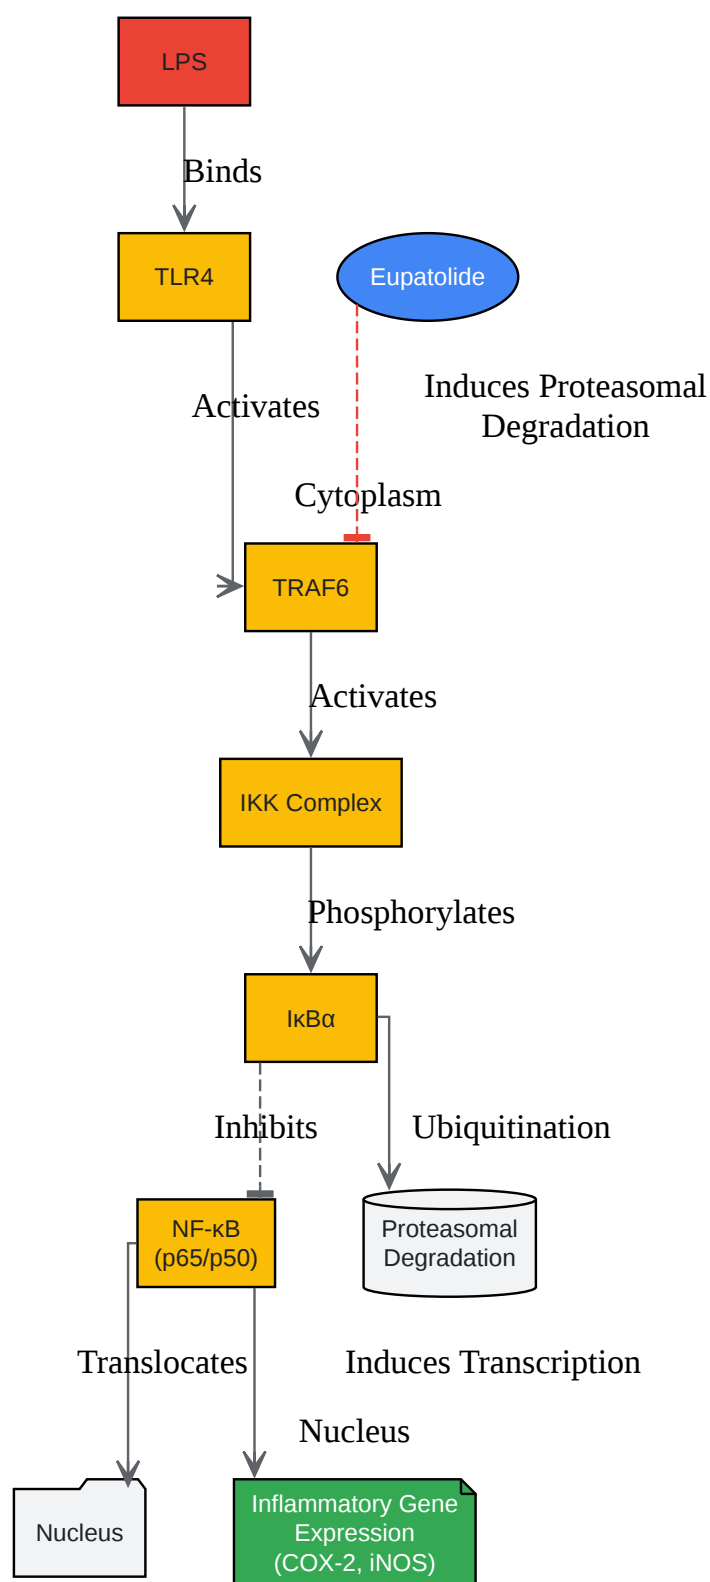 LPS
Binds
TLR4
Eupatolide
Activates
Induces Proteasomal
Degradation
Cytoplasm
TRAF6
Activates
IKK Complex
Phosphorylates
IκBα
Inhibits
Ubiquitination
NF-κB
(p65/p50)
Proteasomal
Degradation
Translocates
Induces Transcription
Nucleus
Nucleus
Inflammatory Gene
Expression
(COX-2, iNOS)